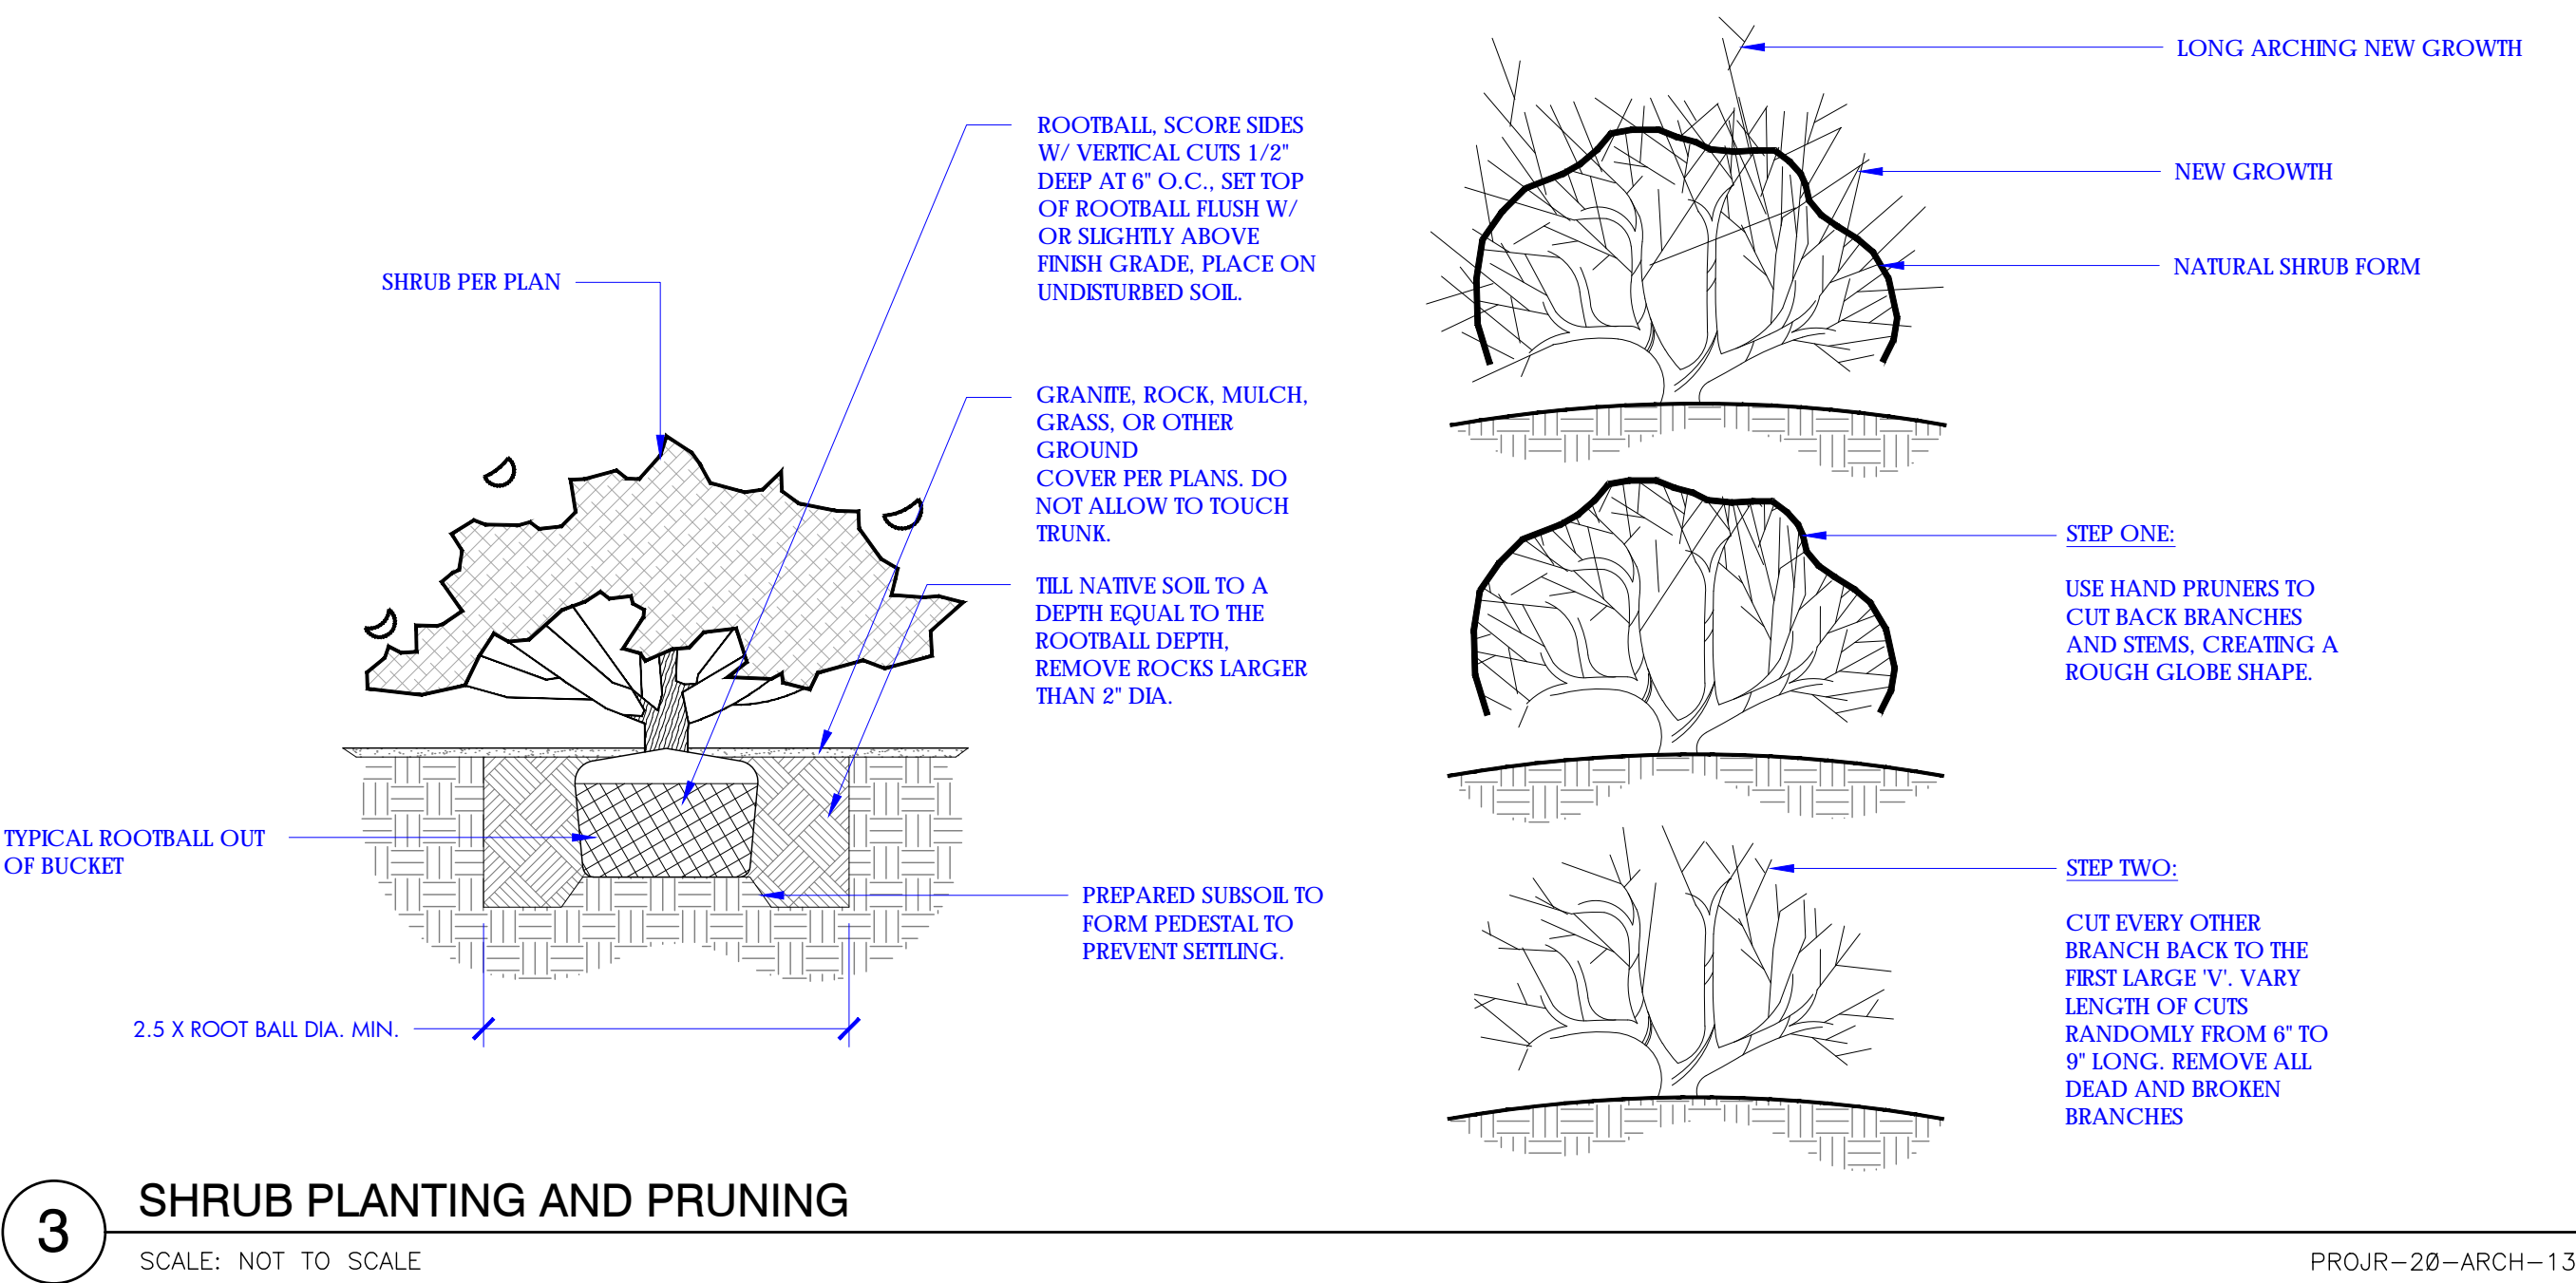 SHRUB PER PLAN
TYPICAL ROOTBALL OUT
OF BUCKET
2.5 X ROOT BALL DIA. MIN.
ROOTBALL, SCORE SIDES
W/ VERTICAL CUTS 1/2"
DEEP AT 6" O.C., SET TOP
OF ROOTBALL FLUSH W/
OR SLIGHTLY ABOVE
FINISH GRADE, PLACE ON
UNDISTURBED SOIL.
GRANITE, ROCK, MULCH,
GRASS, OR OTHER
GROUND
COVER PER PLANS. DO
NOT ALLOW TO TOUCH
TRUNK.
TILL NATIVE SOIL TO A
DEPTH EQUAL TO THE
ROOTBALL DEPTH,
REMOVE ROCKS LARGER
THAN 2" DIA.
PREPARED SUBSOIL TO
FORM PEDESTAL TO
PREVENT SETTLING.
LONG ARCHING NEW GROWTH
NEW GROWTH
NATURAL SHRUB FORM
STEP ONE:
USE HAND PRUNERS TO
CUT BACK BRANCHES
AND STEMS, CREATING A
ROUGH GLOBE SHAPE.
STEP TWO:
CUT EVERY OTHER
BRANCH BACK TO THE
FIRST LARGE 'V'. VARY
LENGTH OF CUTS
RANDOMLY FROM 6" TO
9" LONG. REMOVE ALL
DEAD AND BROKEN
BRANCHES
3
SHRUB PLANTING AND PRUNING
SCALE: NOT TO SCALE
PROJR-20-ARCH-13